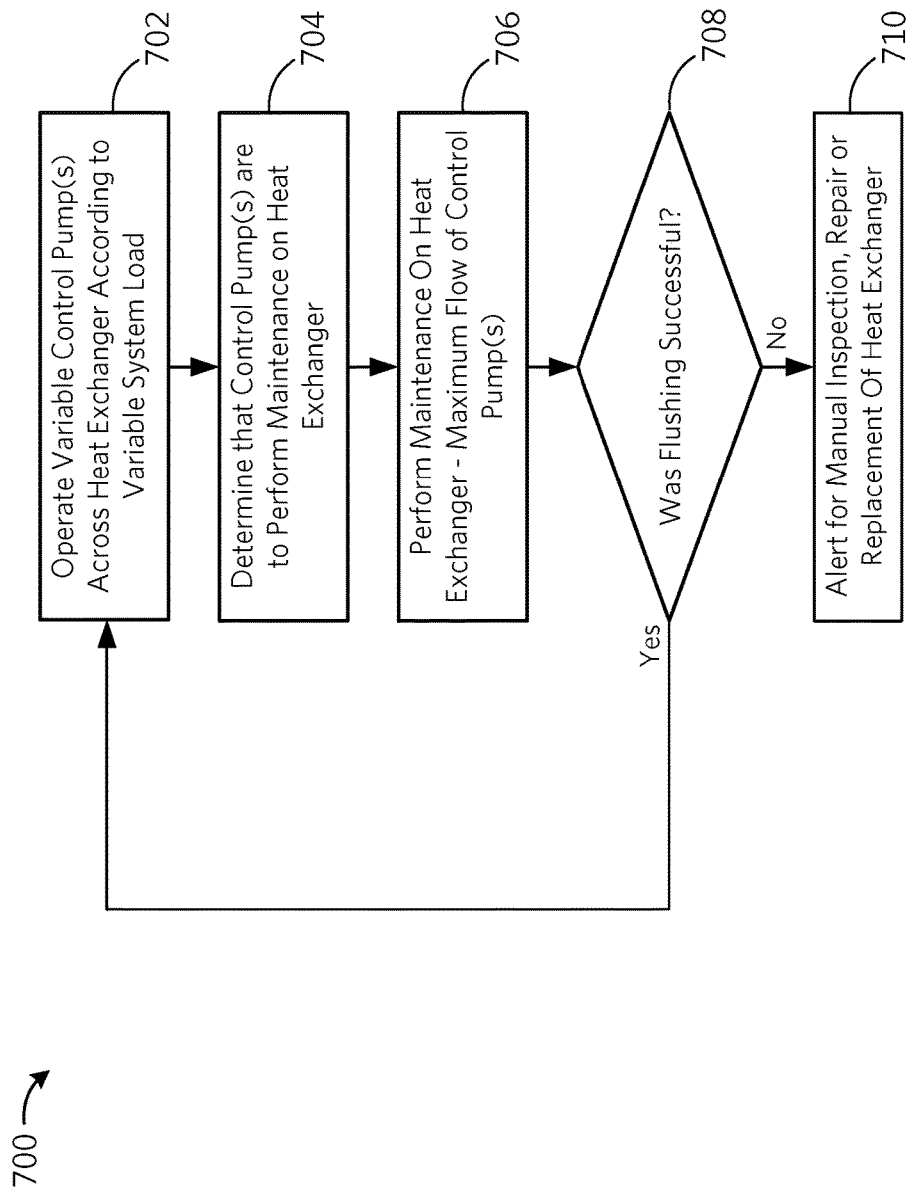 700
Operate Variable Control Pump(s)
Across Heat Exchanger According to
Variable System Load
702
Determine that Control Pump(s) are
to Perform Maintenance on Heat
Exchanger
704
Perform Maintenance On Heat
Exchanger - Maximum Flow of Control
Pump(s)
706
Was Flushing Successful?
708
Yes
No
Alert for Manual Inspection, Repair or
Replacement Of Heat Exchanger
710